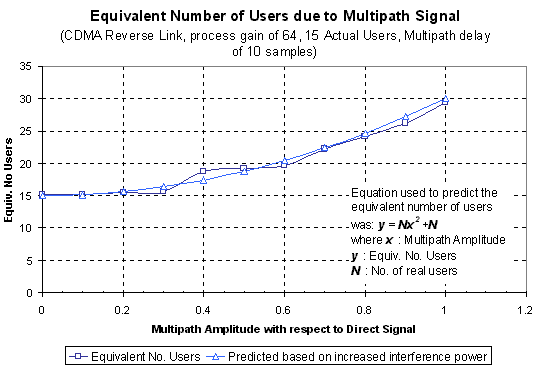 Equivalent Number of Users due to Multipath Signal
(CDMA Reverse Link, process gain of 64, 15 Actual Users, Multipath delay
of 10 samples)
Equiv. No Users
35
30
25
20
15
10
5
0
Equation used to predict the
equivalent number of users
was: y = Nx² +N
where x : Multipath Amplitude
y : Equiv. No. Users
N : No. of real users
0 0.2 0.4 0.6 0.8 1 1.2
Multipath Amplitude with respect to Direct Signal
Equivalent No. Users Predicted based on increased interference power